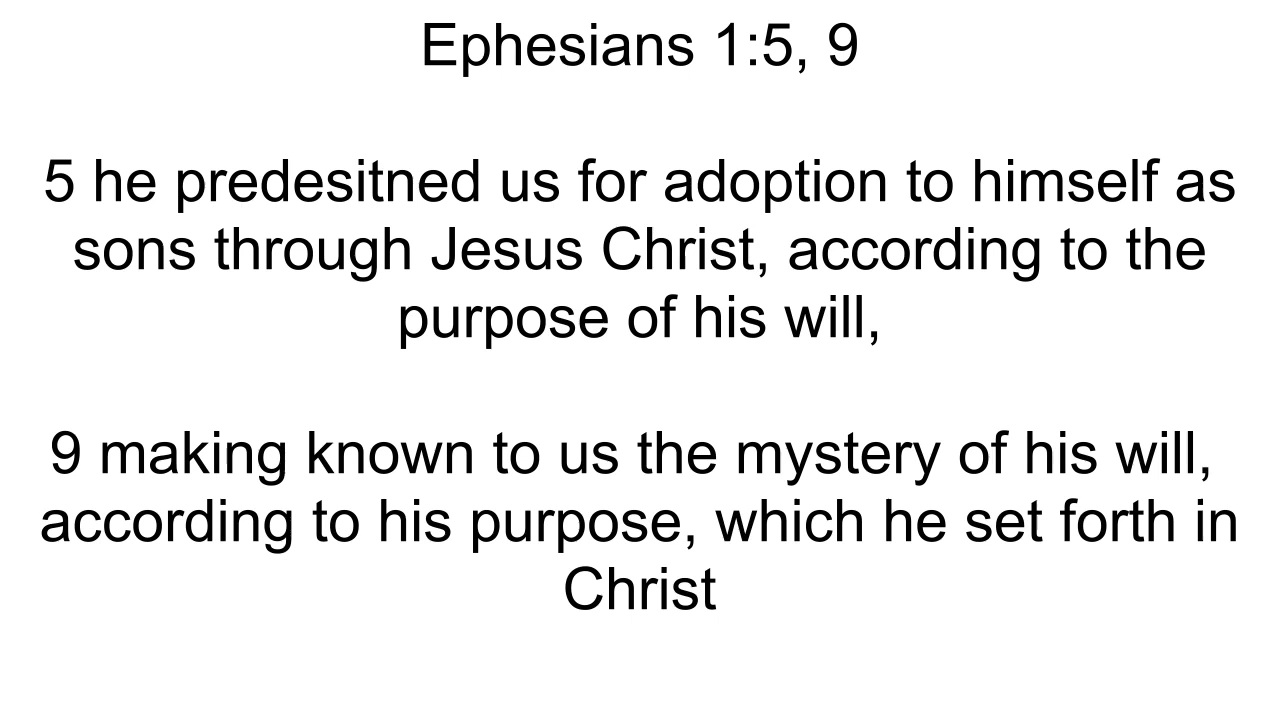 Ephesians 1:5, 9
5 he predesitned us for adoption to himself as
sons through Jesus Christ, according to the
purpose of his will,
9 making known to us the mystery of his will,
according to his purpose, which he set forth in
Christ